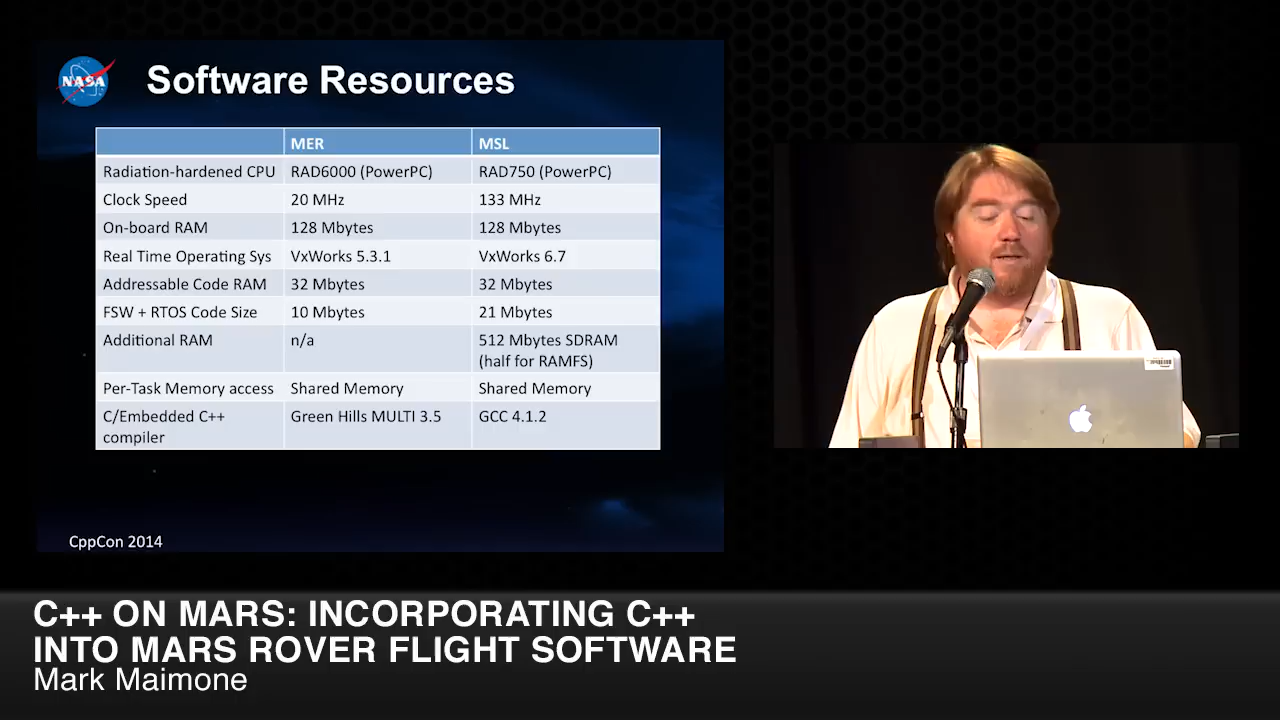 NASA
Software Resources
MER MSL
Radiation-hardened CPU RAD6000 (PowerPC) RAD750 (PowerPC)
Clock Speed 20 MHz 133 MHz
On-board RAM 128 Mbytes 128 Mbytes
Real Time Operating Sys VxWorks 5.3.1 VxWorks 6.7
Addressable Code RAM 32 Mbytes 32 Mbytes
FSW + RTOS Code Size 10 Mbytes 21 Mbytes
Additional RAM n/a 512 Mbytes SDRAM
(half for RAMFS)
Per-Task Memory access Shared Memory Shared Memory
C/Embedded C++ Green Hills MULTI 3.5 GCC 4.1.2
compiler
CppCon 2014
C++ ON MARS: INCORPORATING C++
INTO MARS ROVER FLIGHT SOFTWARE
Mark Maimone